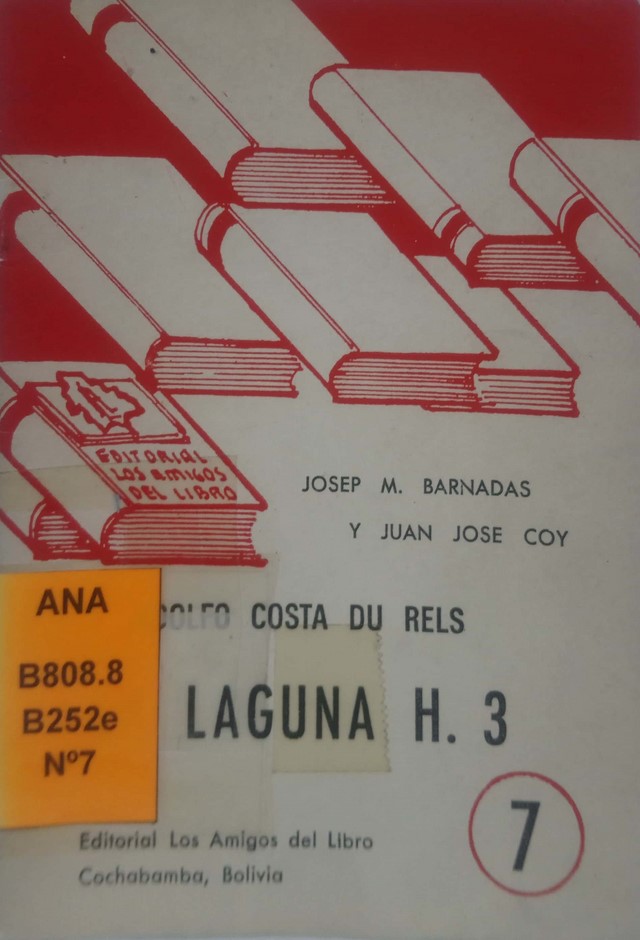 EDITORIAL
LOS AMIGOS
DEL LIBRO
JOSEP M. BARNADAS
Y JUAN JOSE COY
OLFO COSTA DU RELS
LAGUNA H. 3
ANA
B808.8
B252e
Nº7
7
Editorial Los Amigos del Libro
Cochabamba, Bolivia